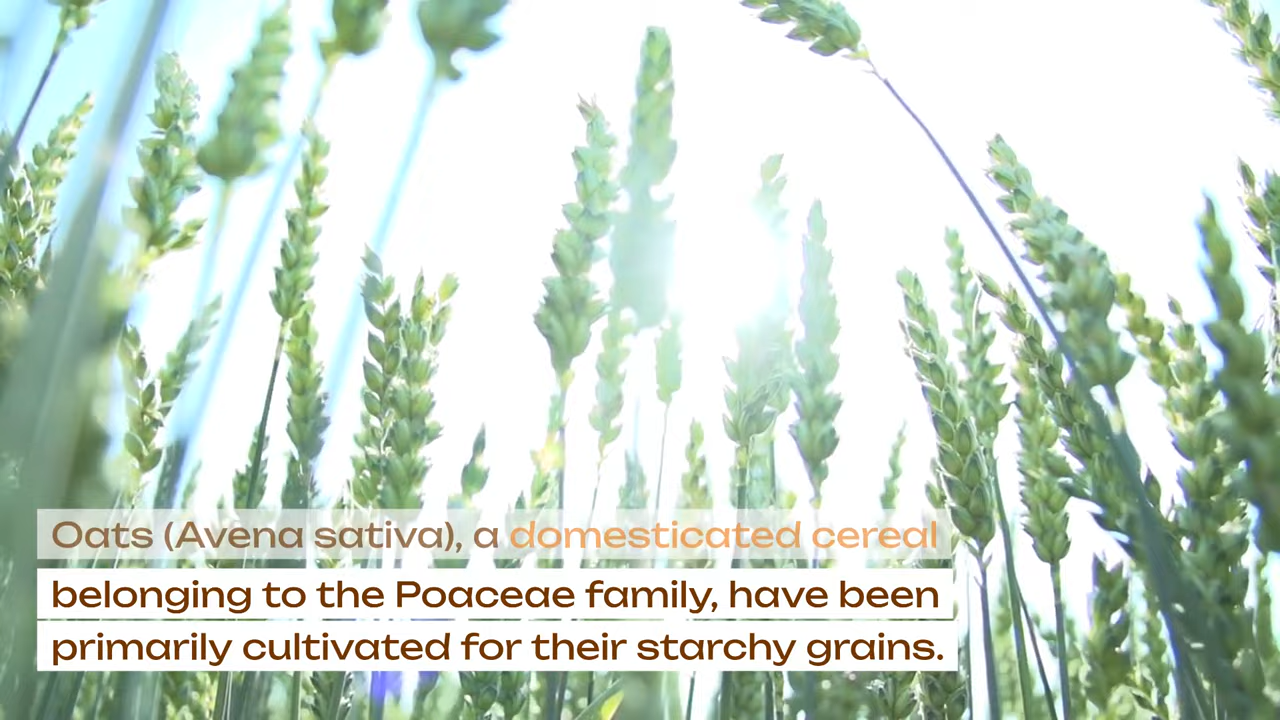 Oats (Avena sativa), a domesticated cereal
belonging to the Poaceae family, have been
primarily cultivated for their starchy grains.